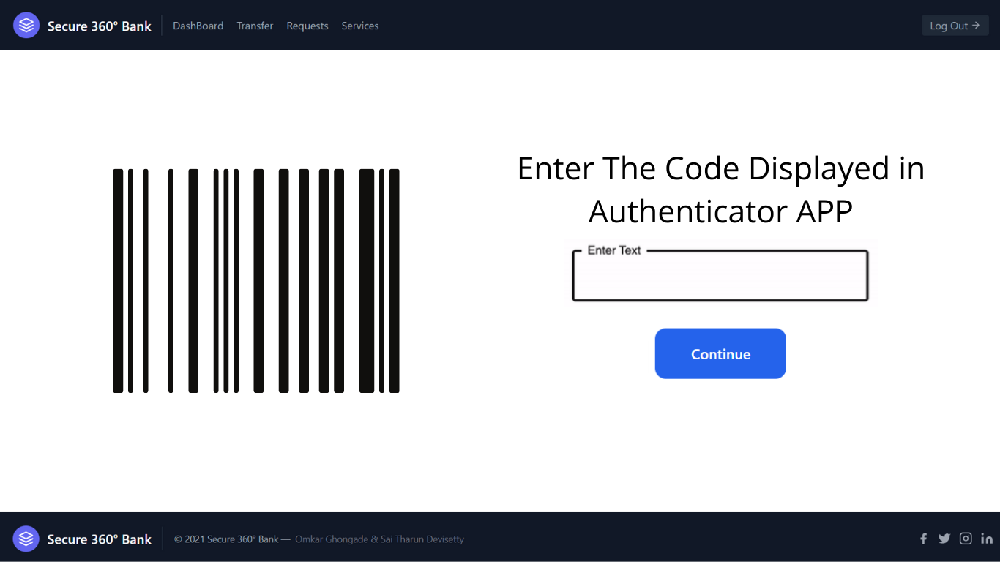 Secure 360° Bank
DashBoard
Transfer
Requests
Services
Log Out →
Enter The Code Displayed in
Authenticator APP
Enter Text
Continue
Secure 360° Bank
© 2021 Secure 360° Bank — Omkar Ghongade & Sai Tharun Devisetty